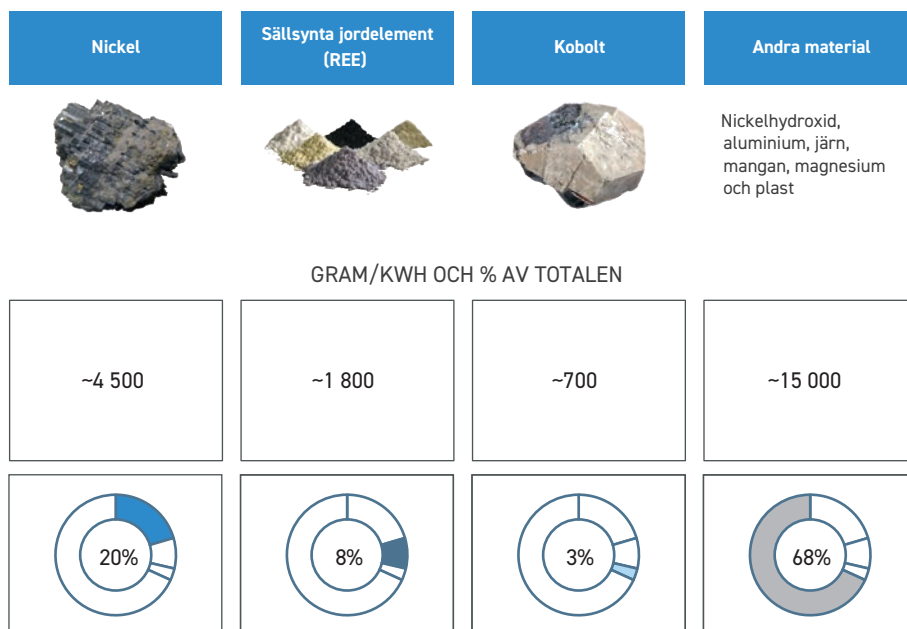 Nickel
Sällsynta jordelement
(REE)
Kobolt
Andra material
Nickelhydroxid,
aluminium, järn,
mangan, magnesium
och plast
GRAM/KWH OCH % AV TOTALEN
~4 500
~1 800
~700
~15 000
20%
8%
3%
68%